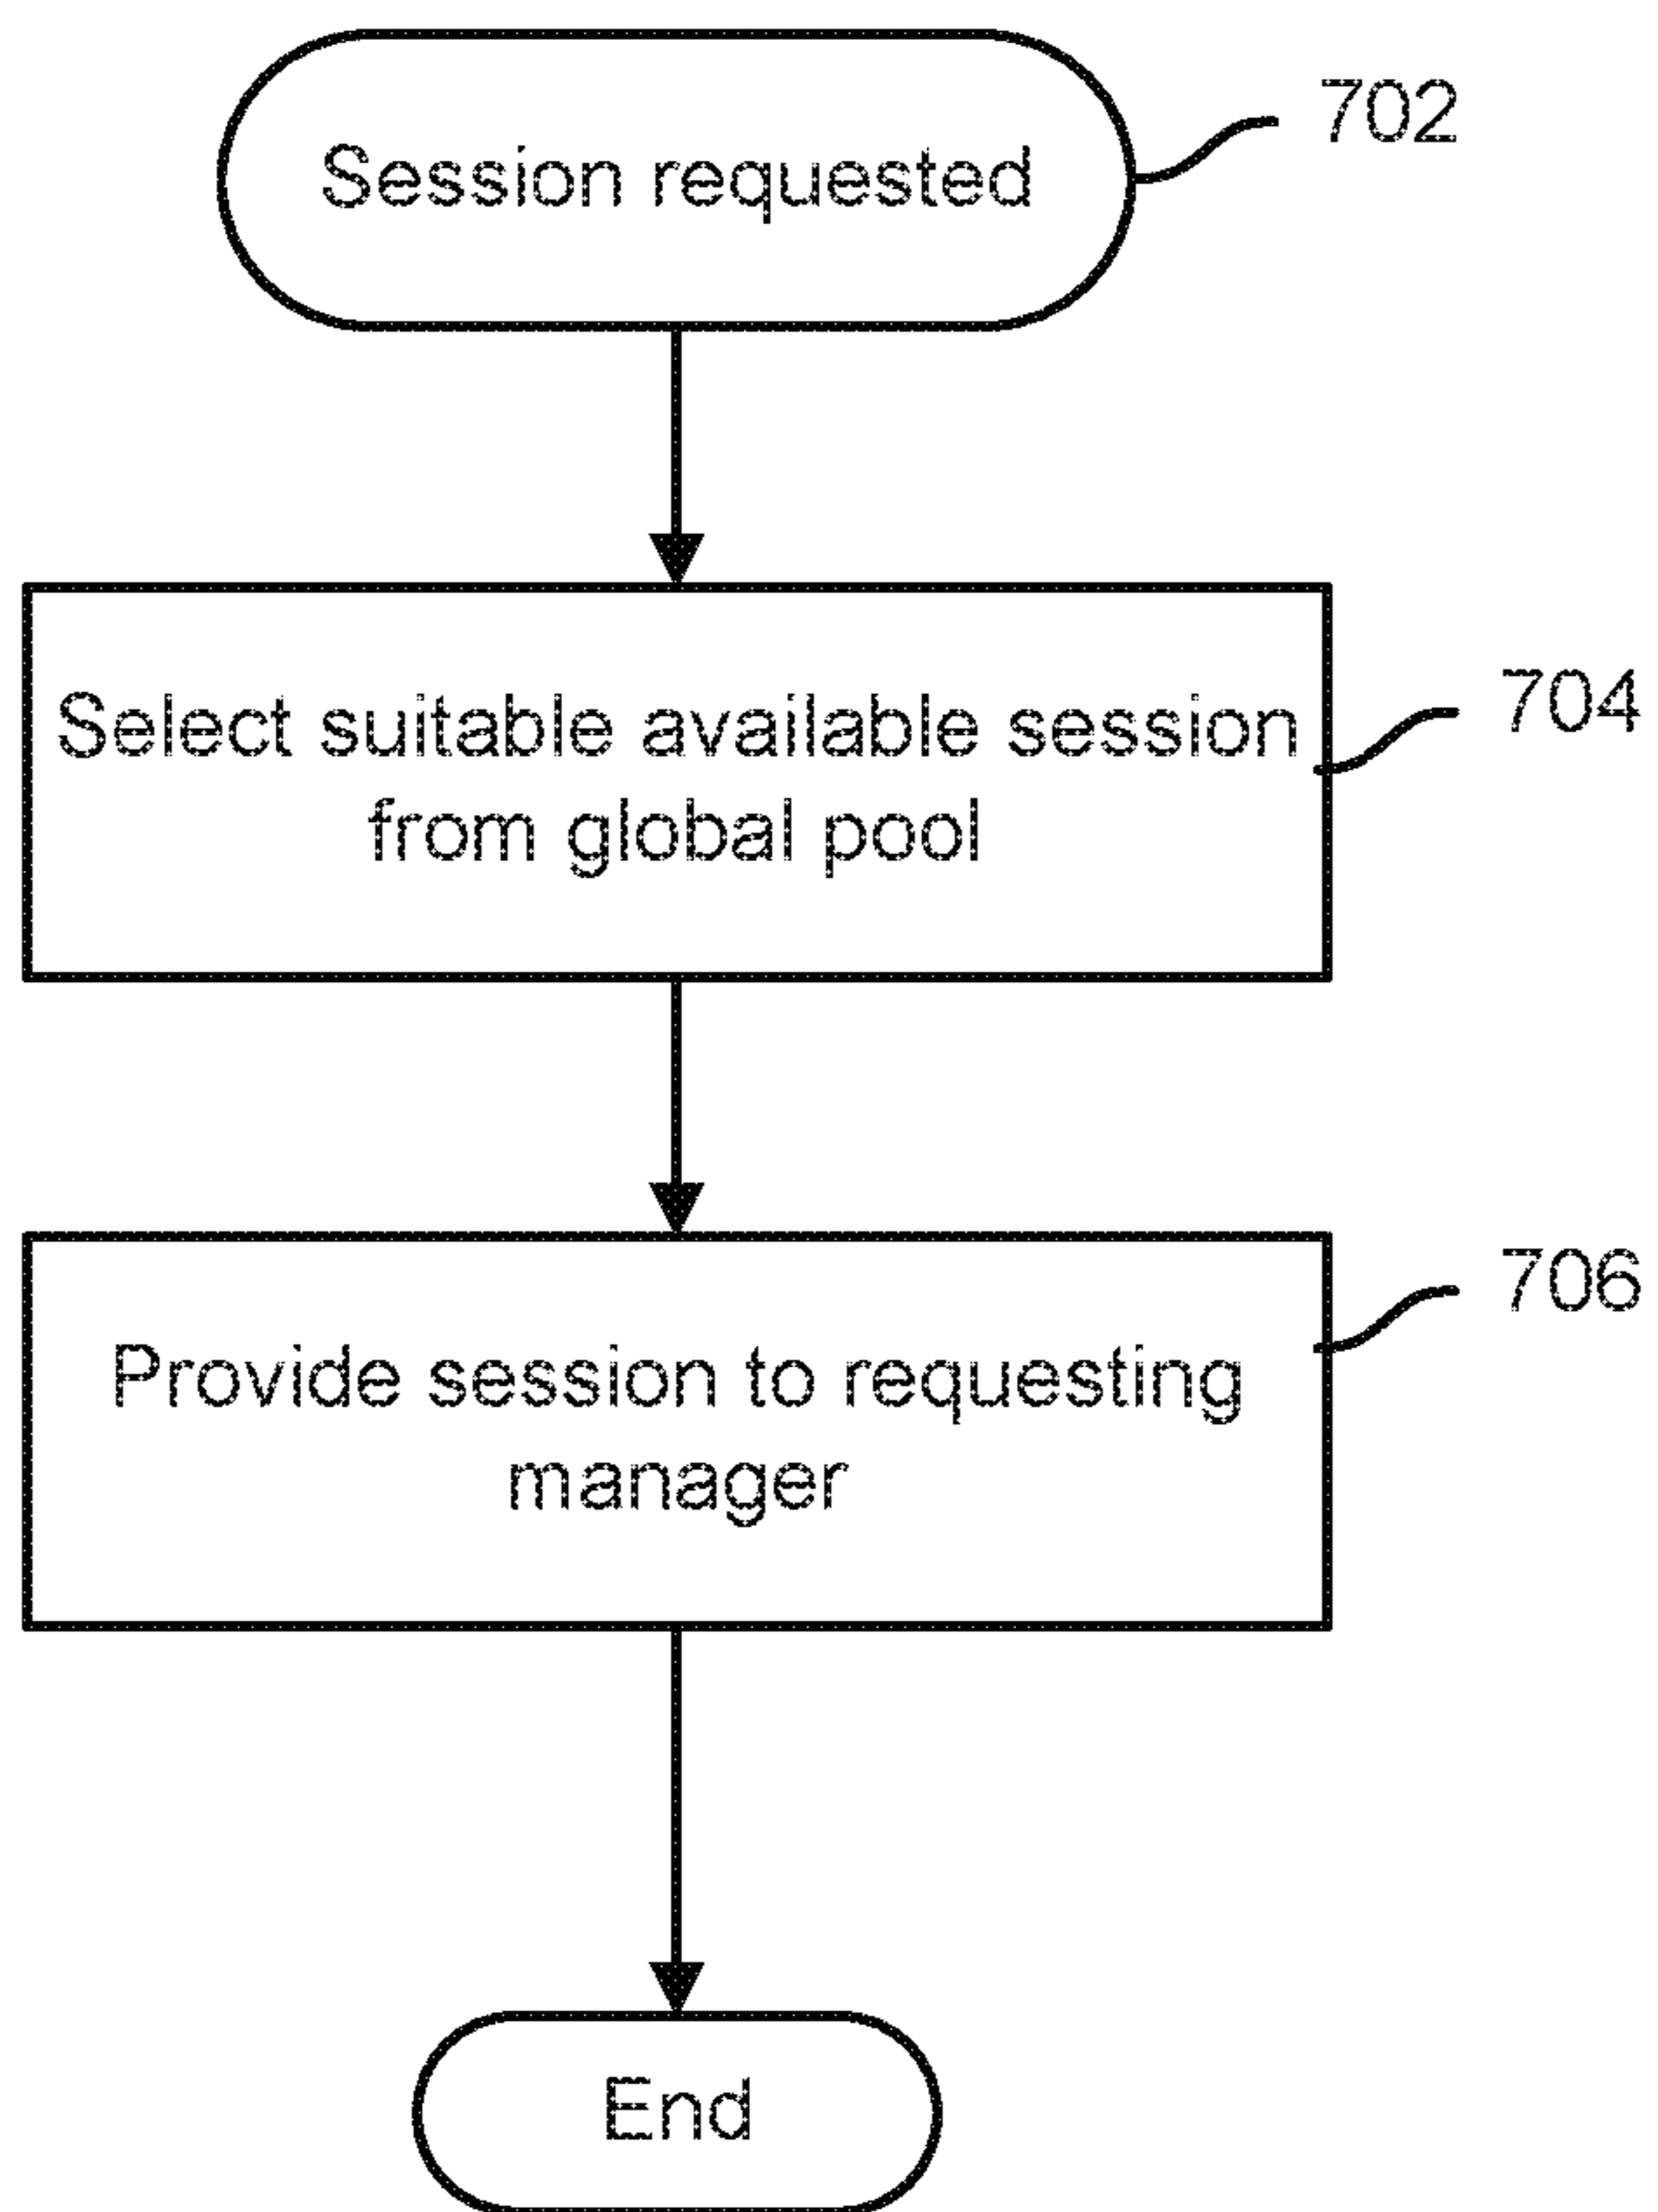 Session requested
702
Select suitable available session
from global pool
704
Provide session to requesting
manager
706
End